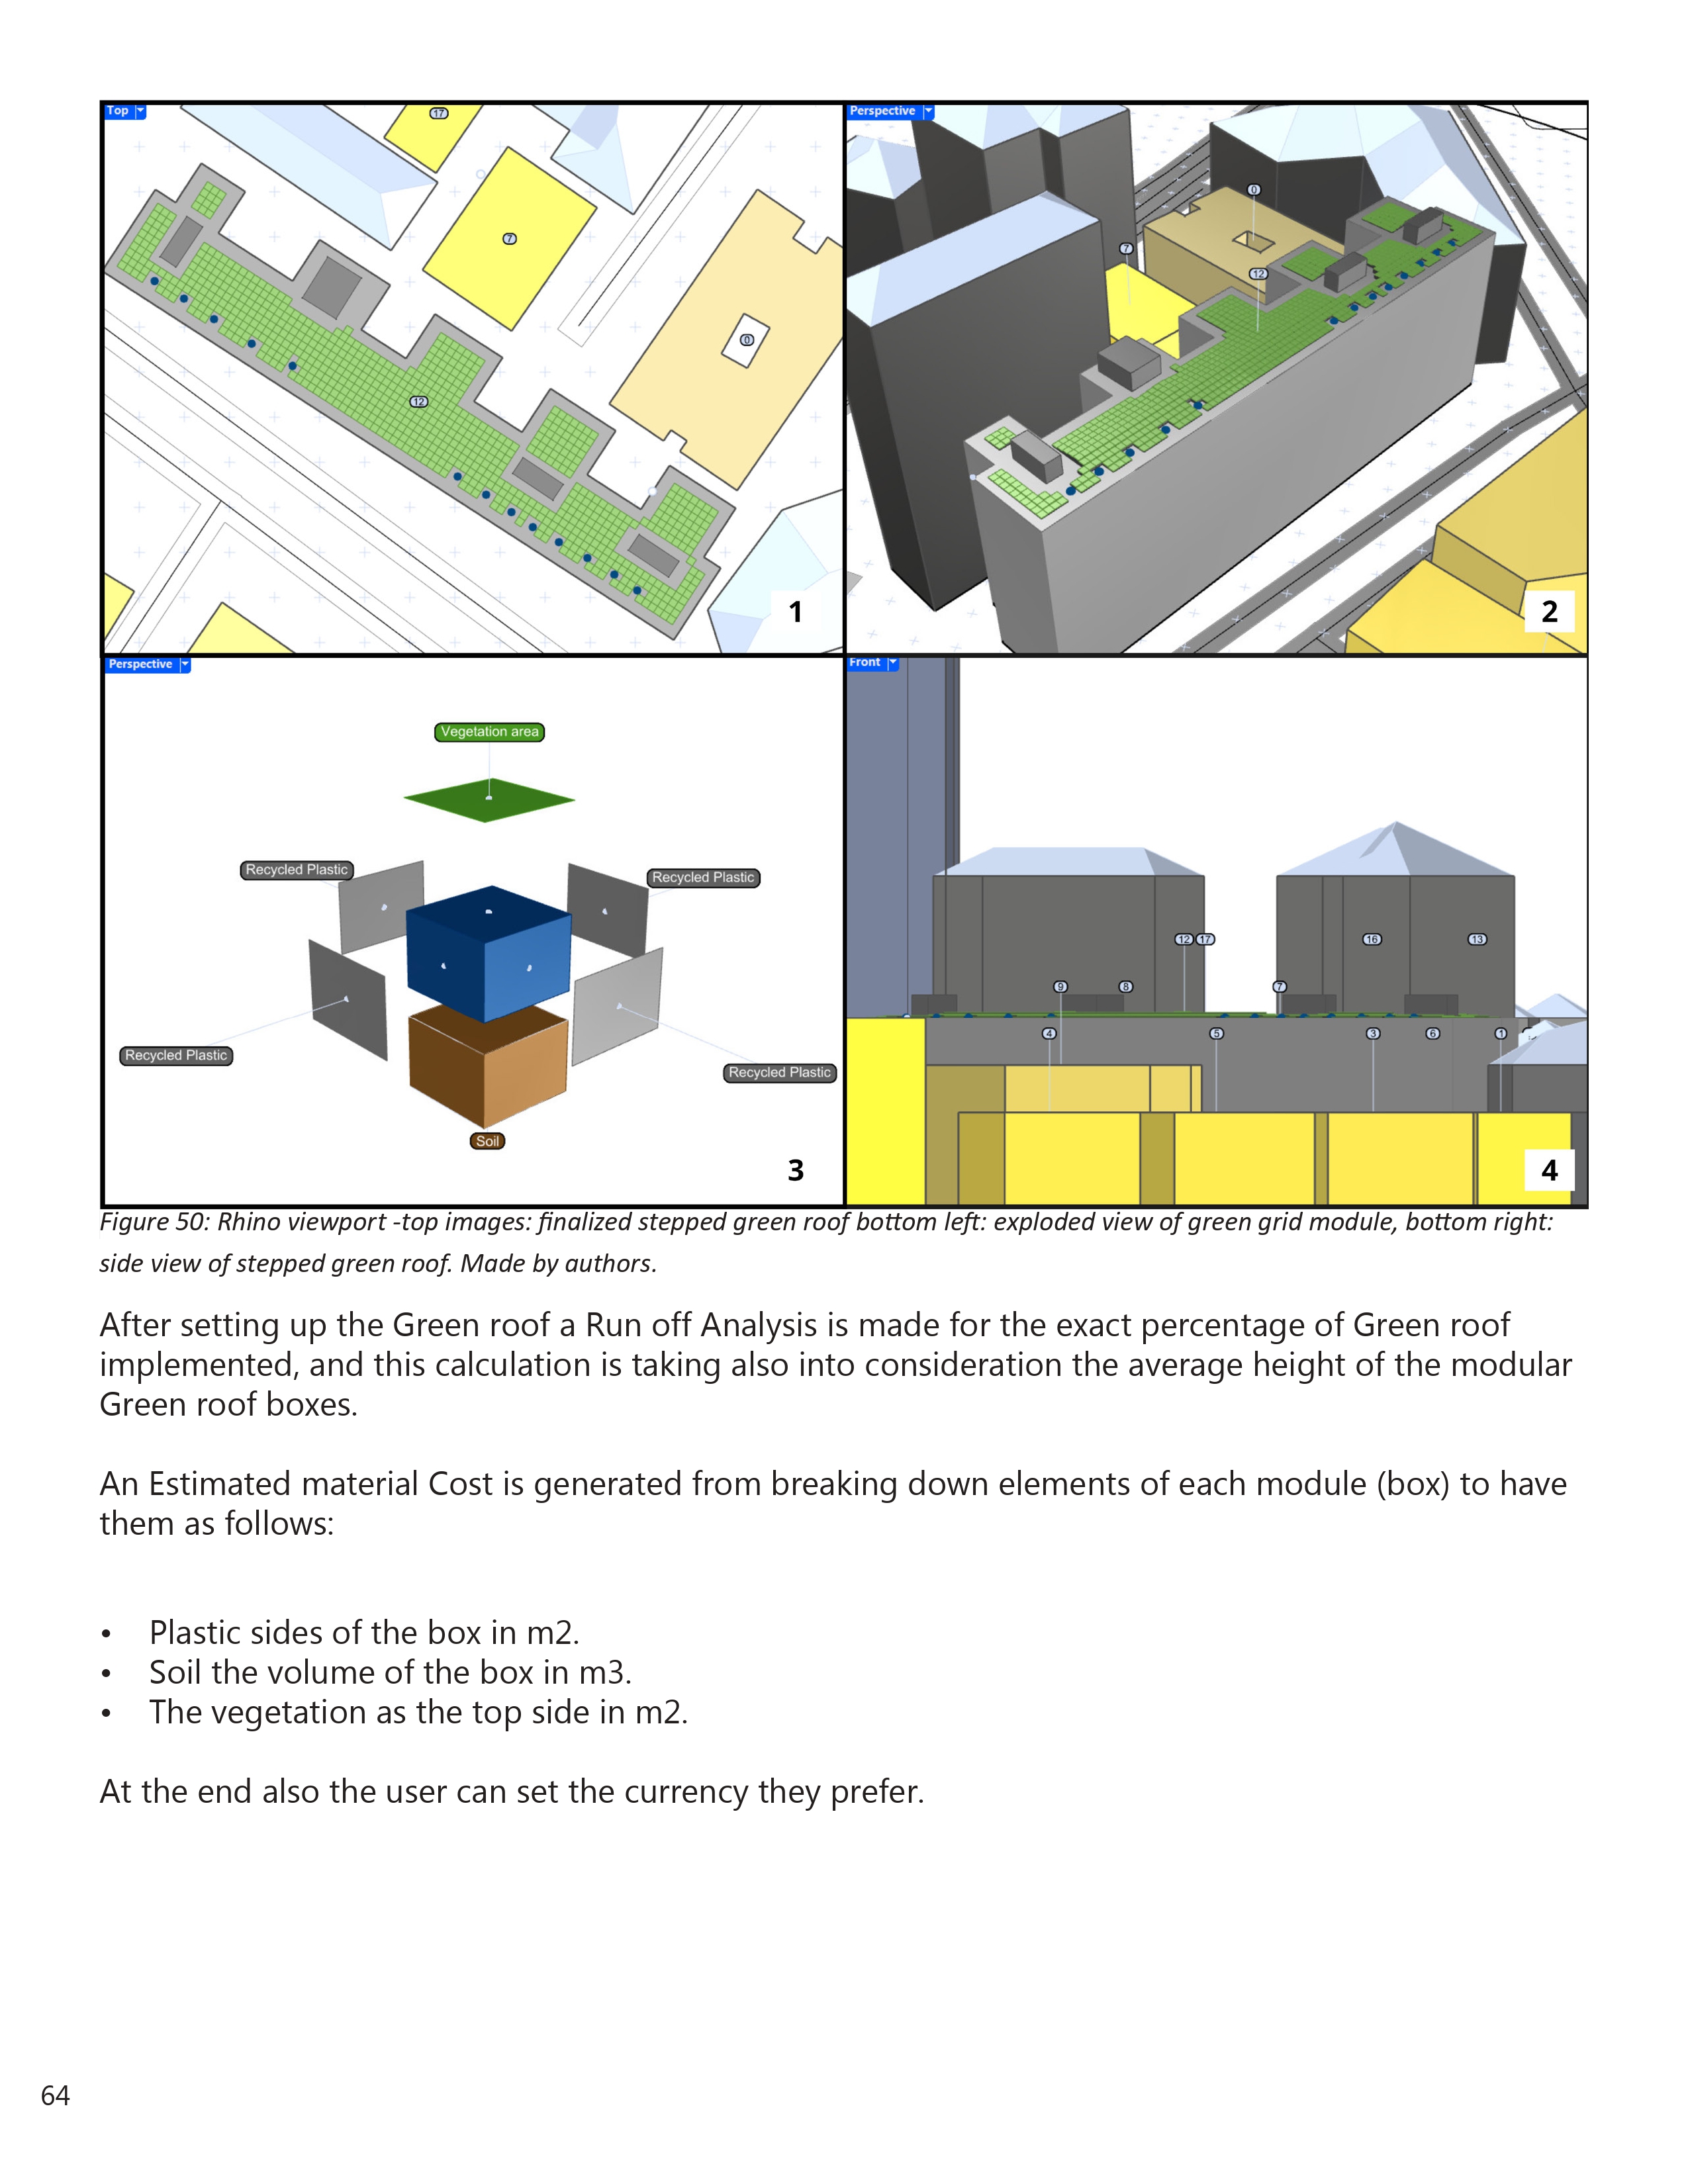 Top
17
7
0
12
1
Perspective
0
7
12
2
Perspective
Vegetation area
Recycled Plastic
Recycled Plastic
Recycled Plastic
Recycled Plastic
Soil
3
Front
12 17
16
13
9
8
7
4
5
3
6
1
4
Figure 50: Rhino viewport -top images: finalized stepped green roof bottom left: exploded view of green grid module, bottom right:
side view of stepped green roof. Made by authors.
After setting up the Green roof a Run off Analysis is made for the exact percentage of Green roof
implemented, and this calculation is taking also into consideration the average height of the modular
Green roof boxes.
An Estimated material Cost is generated from breaking down elements of each module (box) to have
them as follows:
• Plastic sides of the box in m2.
• Soil the volume of the box in m3.
• The vegetation as the top side in m2.
At the end also the user can set the currency they prefer.
64